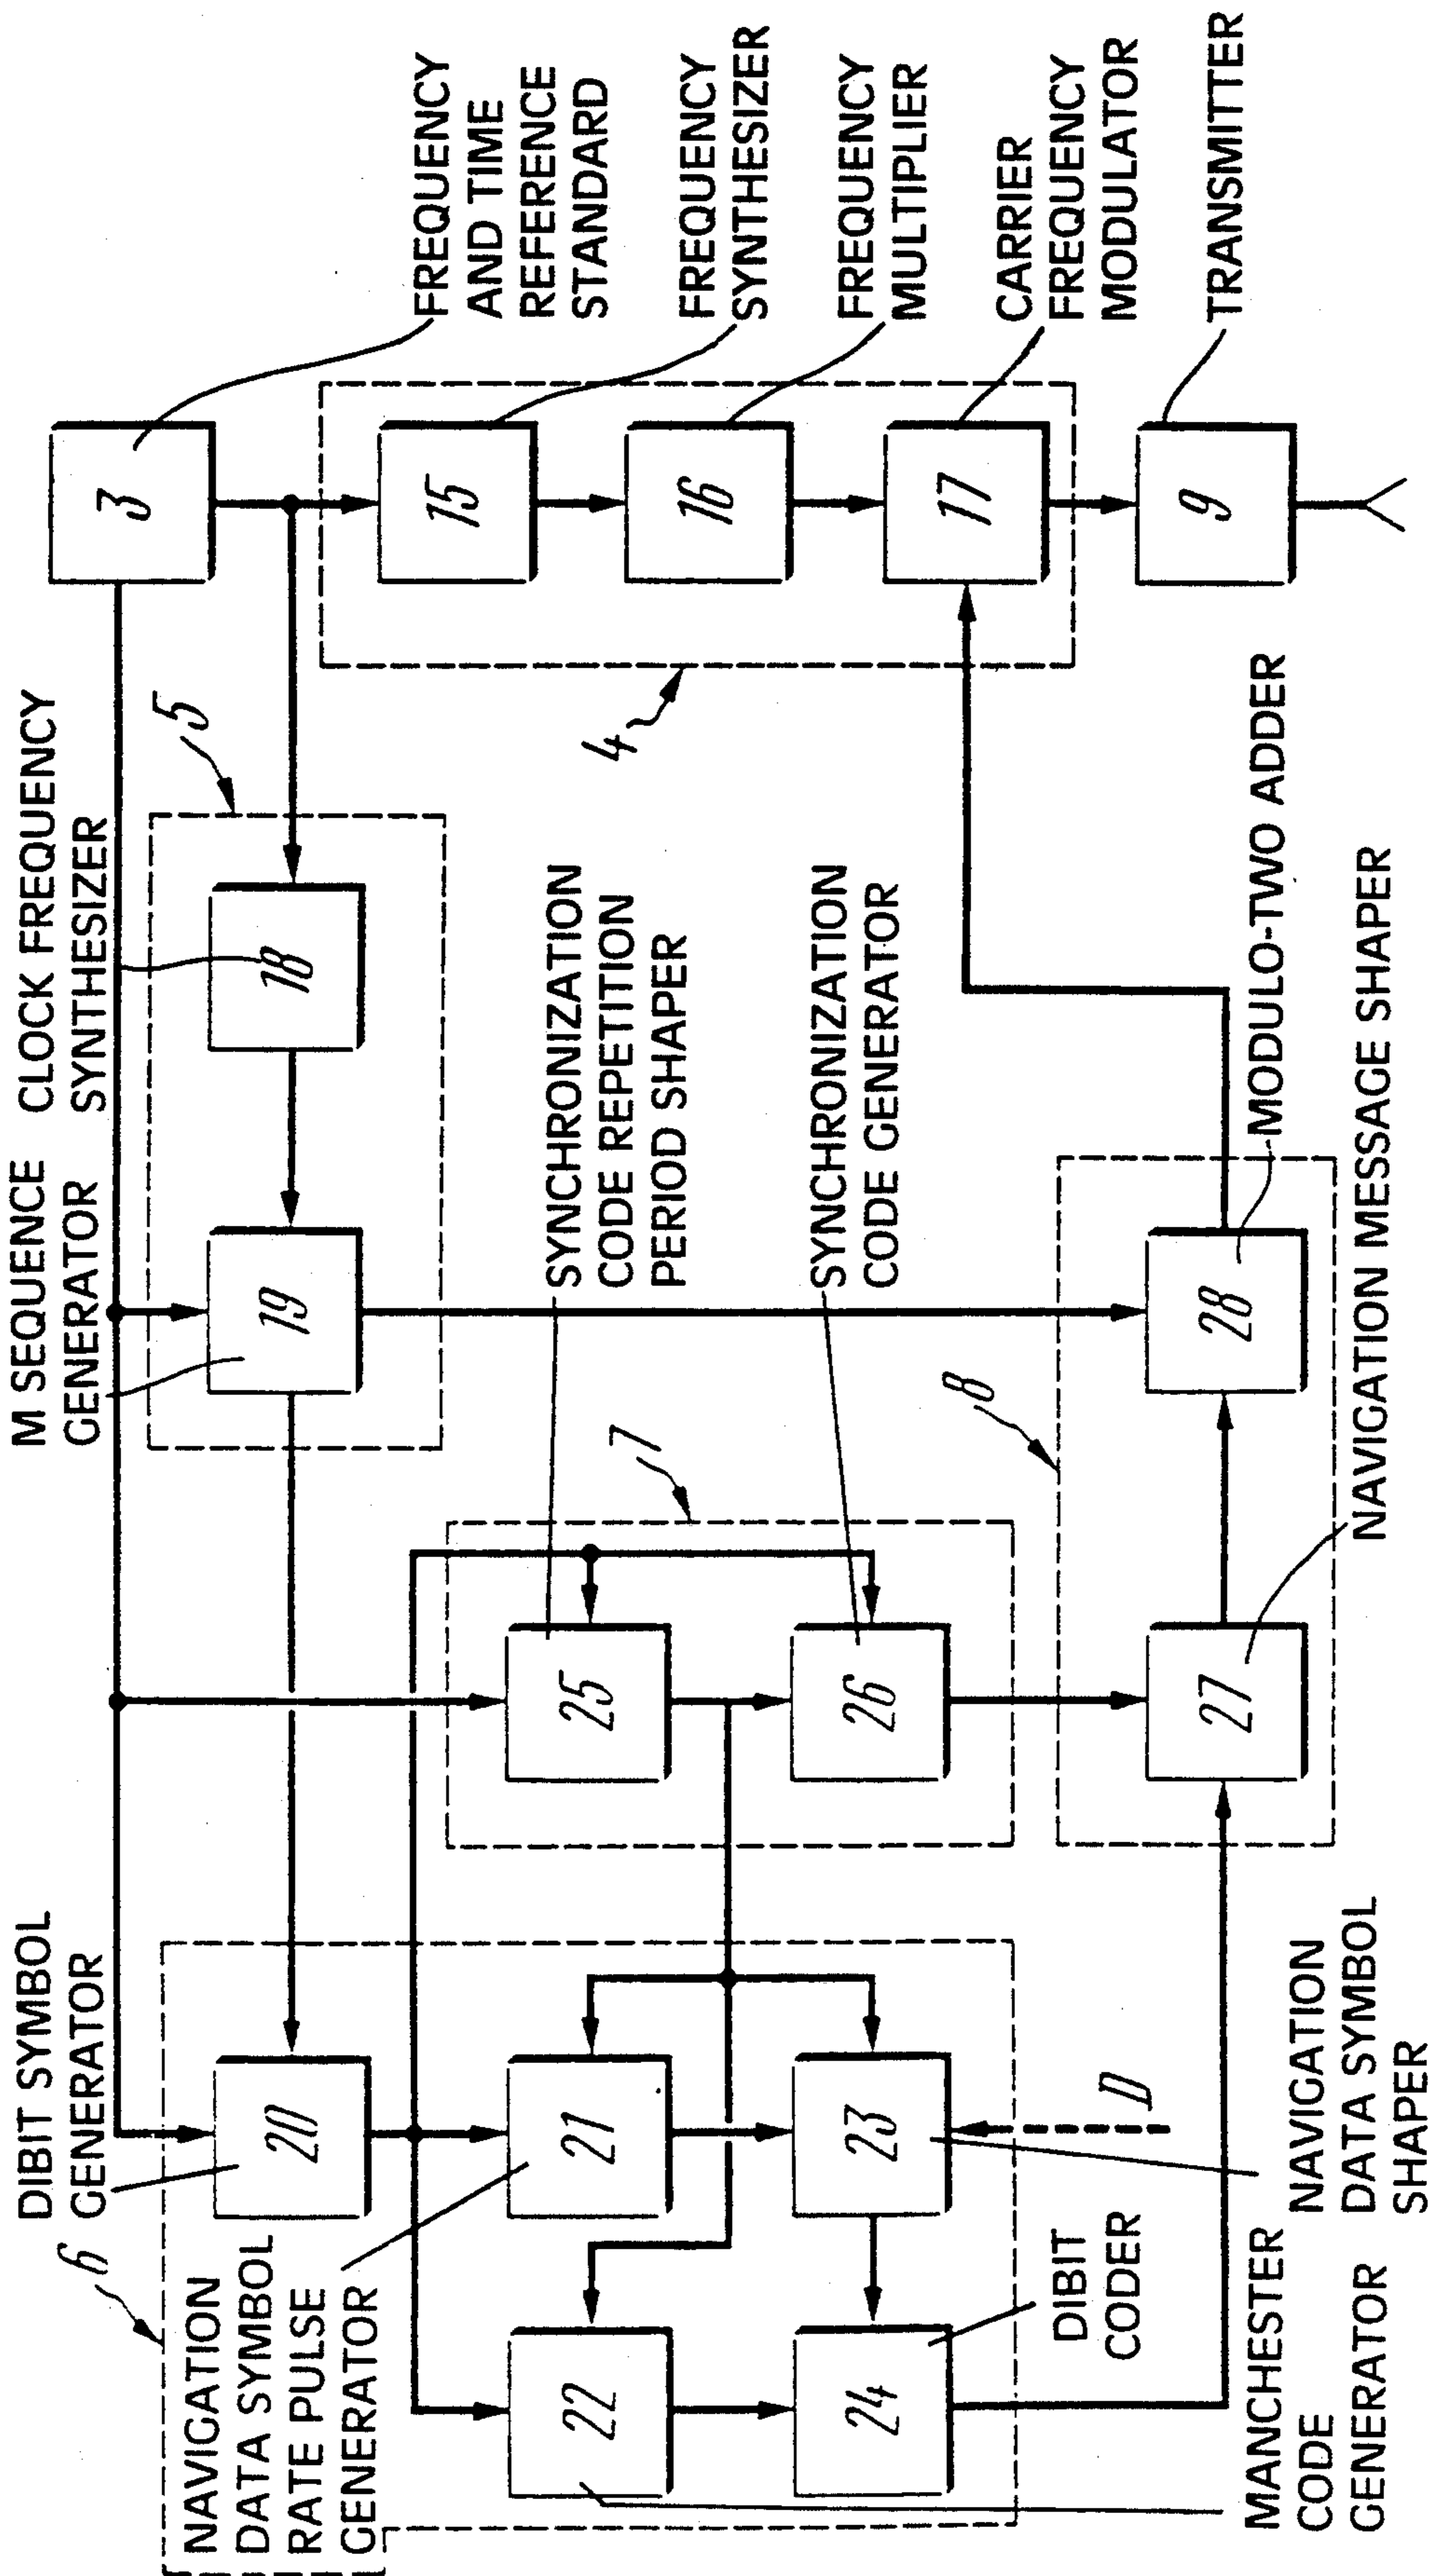 DIBIT SYMBOL
GENERATOR
M SEQUENCE
GENERATOR
CLOCK FREQUENCY
SYNTHESIZER
6
5
3
NAVIGATION
DATA SYMBOL
RATE PULSE
GENERATOR
20
19
18
FREQUENCY
AND TIME
REFERENCE
STANDARD
22
21
25
SYNCHRONIZATION
CODE REPETITION
PERIOD SHAPER
7
4
15
FREQUENCY
SYNTHESIZER
16
FREQUENCY
MULTIPLIER
24
23
26
SYNCHRONIZATION
CODE GENERATOR
8
17
CARRIER
FREQUENCY
MODULATOR
DIBIT
CODER
D
27
28
9
TRANSMITTER
MODULO-TWO ADDER
MANCHESTER
CODE
GENERATOR
NAVIGATION
DATA SYMBOL
SHAPER
NAVIGATION MESSAGE SHAPER